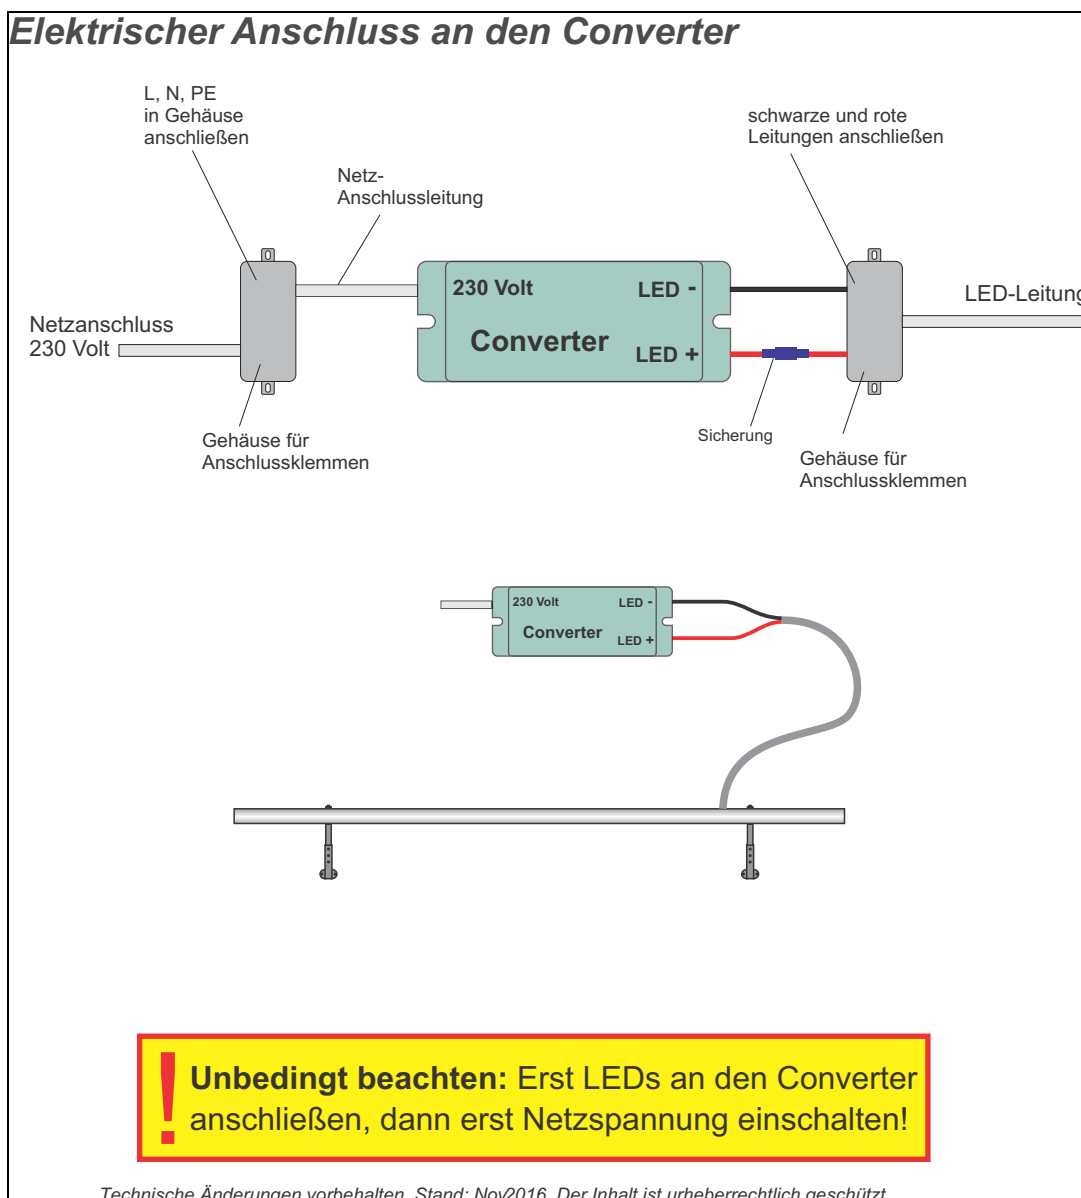 Elektrischer Anschluss an den Converter
L, N, PE
in Gehäuse
anschließen
schwarze und rote
Leitungen anschließen
Netz-
Anschlussleitung
230 Volt
LED -
LED-Leitung
Netzanschluss
230 Volt
Converter
LED +
Sicherung
Gehäuse für
Anschlussklemmen
Gehäuse für
Anschlussklemmen
230 Volt
LED -
Converter
LED +
! Unbedingt beachten: Erst LEDs an den Converter
anschließen, dann erst Netzspannung einschalten!
Technische Änderungen vorbehalten. Stand: Nov2016. Der Inhalt ist urheberrechtlich geschützt